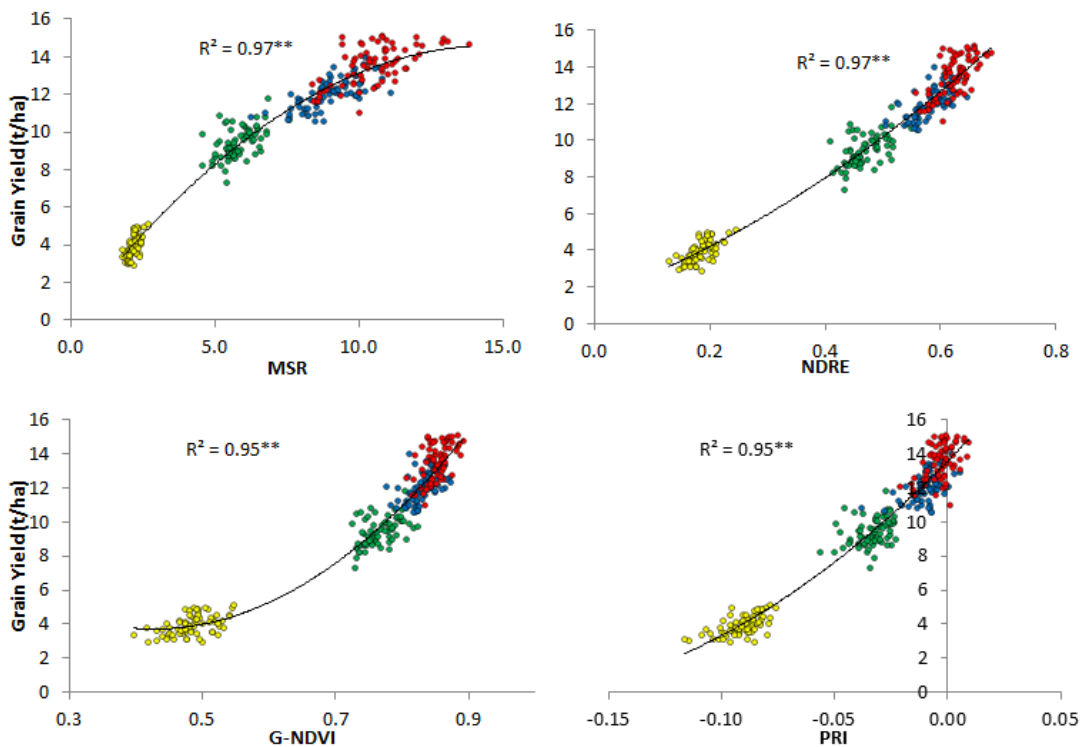 16
14
12
10
8
6
4
2
0
Grain Yield(t/ha)
R² = 0.97**
0.0 5.0 10.0 15.0
MSR
16
14
12
10
8
6
4
2
0
R² = 0.97**
0.0 0.2 0.4 0.6 0.8
NDRE
16
14
12
10
8
6
4
2
0
Grain Yield(t/ha)
R² = 0.95**
0.3 0.5 0.7 0.9
G-NDVI
R² = 0.95**
16
14
12
10
8
6
4
2
0
-0.15 -0.10 -0.05 0.00 0.05
PRI